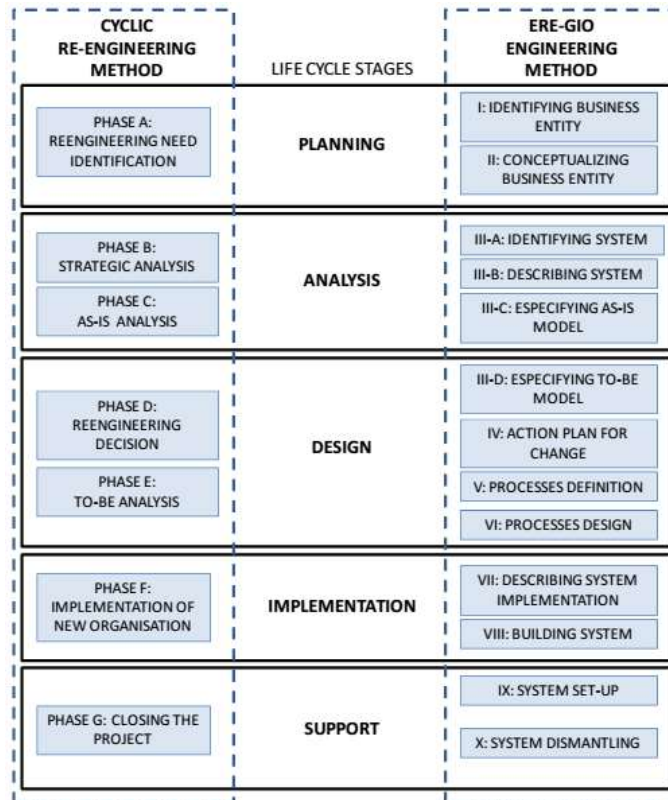 CYCLIC
RE-ENGINEERING
METHOD
LIFE CYCLE STAGES
ERE-GIO
ENGINEERING
METHOD
PHASE A:
REENGINEERING NEED
IDENTIFICATION
PLANNING
I: IDENTIFYING BUSINESS
ENTITY
II: CONCEPTUALIZING
BUSINESS ENTITY
PHASE B:
STRATEGIC ANALYSIS
PHASE C:
AS-IS ANALYSIS
ANALYSIS
III-A: IDENTIFYING SYSTEM
III-B: DESCRIBING SYSTEM
III-C: ESPECIFYING AS-IS
MODEL
PHASE D:
REENGINEERING
DECISION
PHASE E:
TO-BE ANALYSIS
DESIGN
III-D: ESPECIFYING TO-BE
MODEL
IV: ACTION PLAN FOR
CHANGE
V: PROCESSES DEFINITION
VI: PROCESSES DESIGN
PHASE F:
IMPLEMENTATION OF
NEW ORGANISATION
IMPLEMENTATION
VII: DESCRIBING SYSTEM
IMPLEMENTATION
VIII: BUILDING SYSTEM
PHASE G: CLOSING THE
PROJECT
SUPPORT
IX: SYSTEM SET-UP
X: SYSTEM DISMANTLING